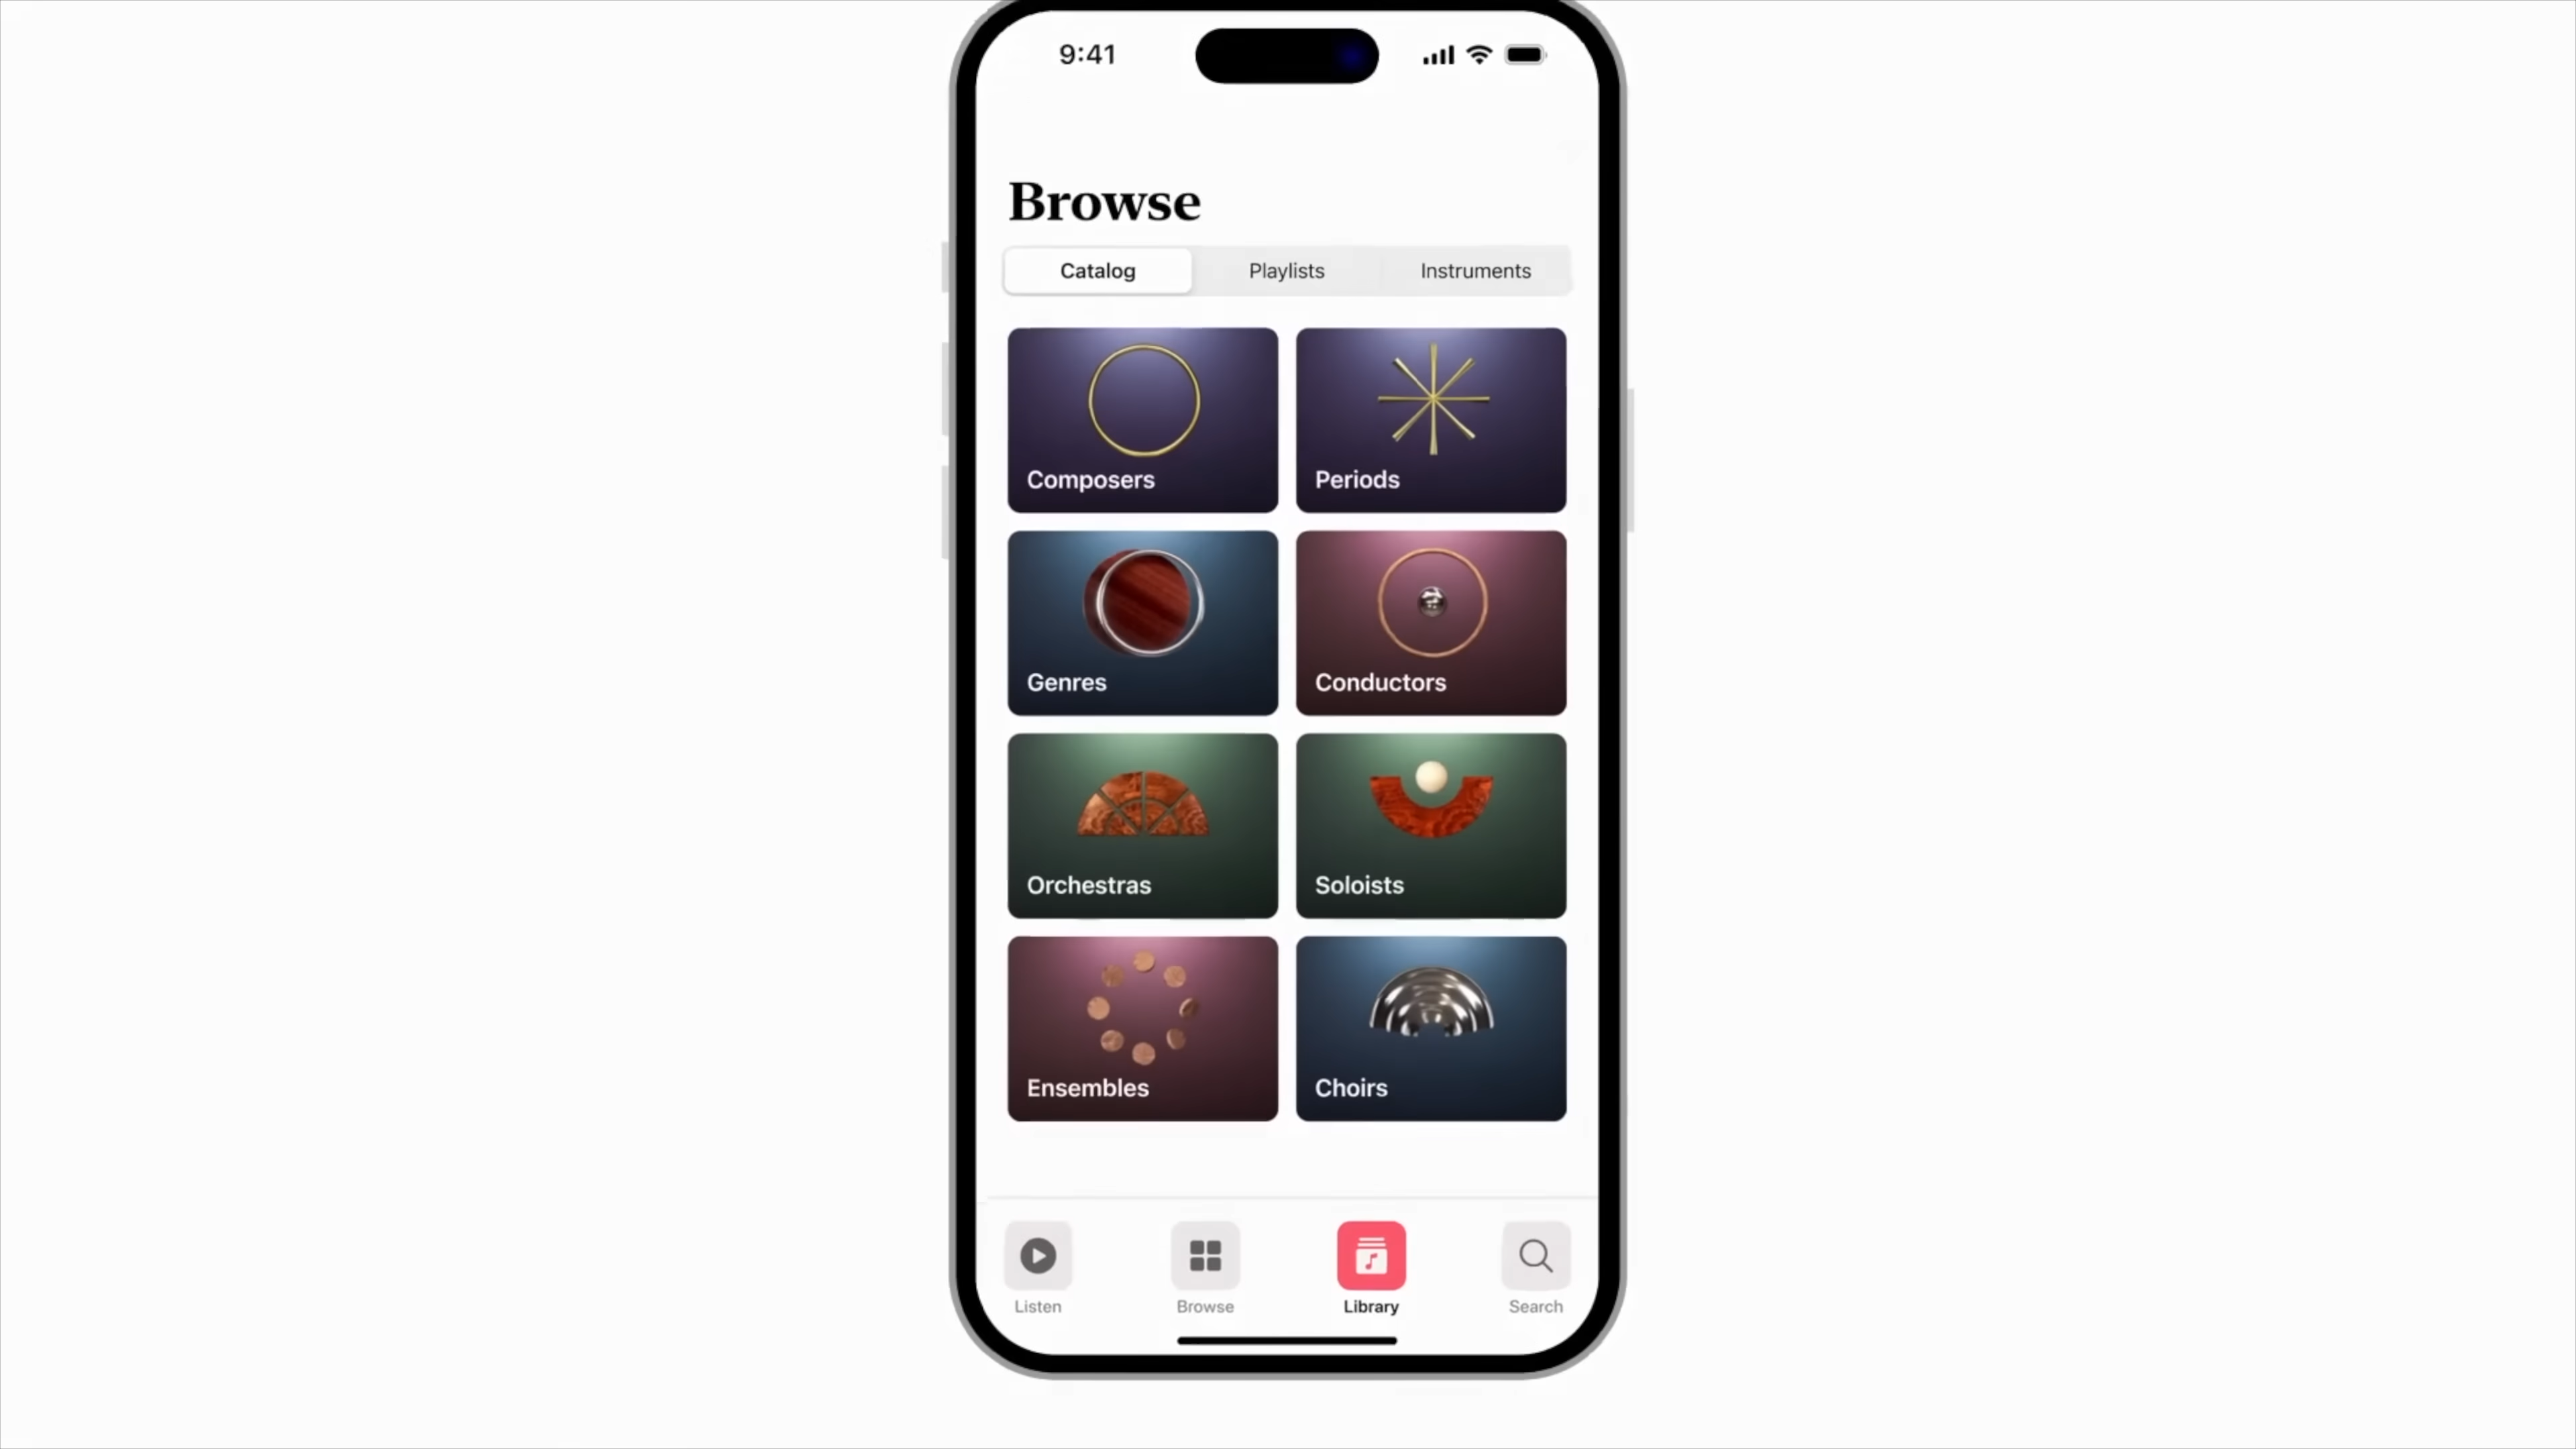 9:41
Browse
Catalog Playlists Instruments
Composers Periods
Genres Conductors
Orchestras Soloists
Ensembles Choirs
Listen Browse Library Search